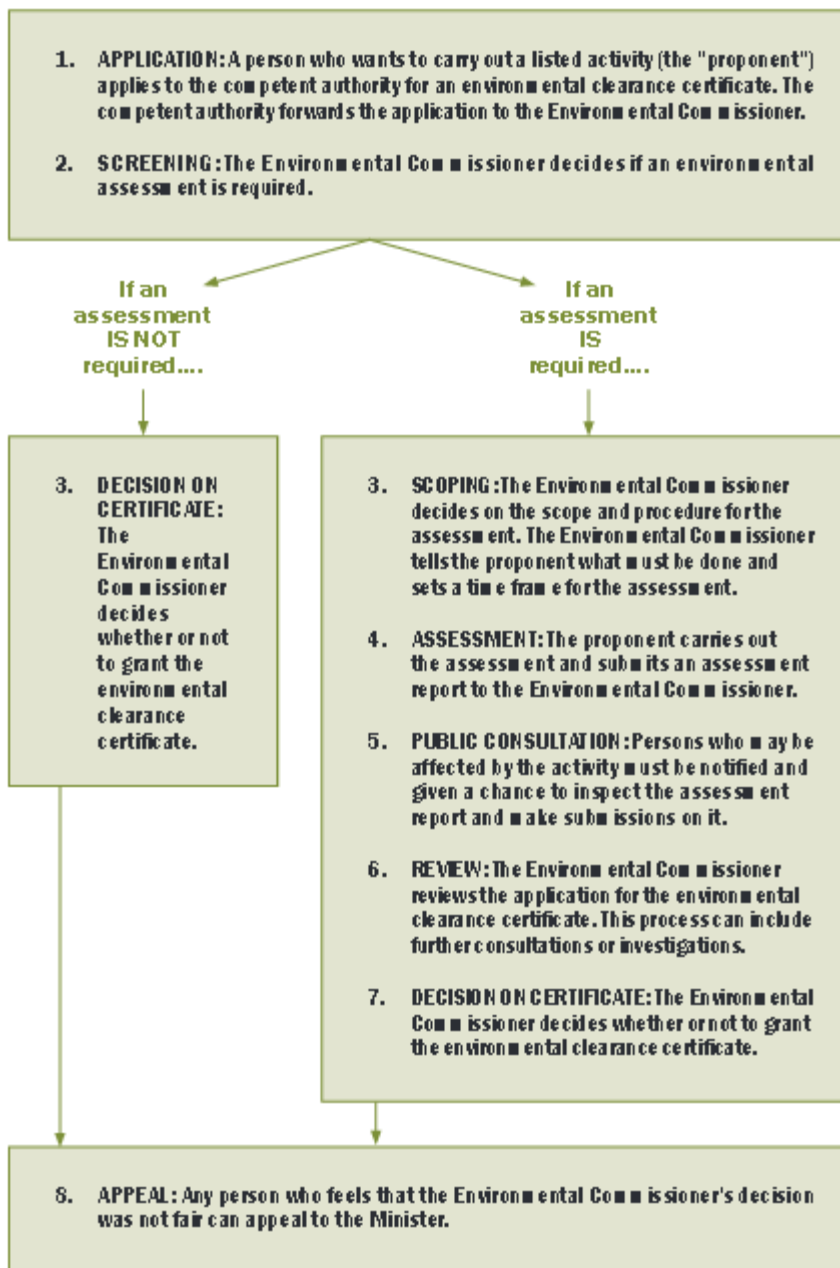 1. APPLICATION: A person who wants to carry out a listed activity (the "proponent")
applies to the competent authority for an environmental clearance certificate. The
competent authority forwards the application to the Environmental Commissioner.
2. SCREENING: The Environmental Commissioner decides if an environmental
assessment is required.
If an
assessment
IS NOT
required....
If an
assessment
IS
required....
3. DECISION ON
CERTIFICATE:
The
Environmental
Commissioner
decides
whether or not
to grant the
environmental
clearance
certificate.
3. SCOPING: The Environmental Commissioner
decides on the scope and procedure for the
assessment. The Environmental Commissioner
tells the proponent what must be done and
sets a time frame for the assessment.
4. ASSESSMENT: The proponent carries out
the assessment and submits an assessment
report to the Environmental Commissioner.
5. PUBLIC CONSULTATION: Persons who may be
affected by the activity must be notified and
given a chance to inspect the assessment
report and make submissions on it.
6. REVIEW: The Environmental Commissioner
reviews the application for the environmental
clearance certificate. This process can include
further consultations or investigations.
7. DECISION ON CERTIFICATE: The Environmental
Commissioner decides whether or not to grant
the environmental clearance certificate.
8. APPEAL: Any person who feels that the Environmental Commissioner's decision
was not fair can appeal to the Minister.